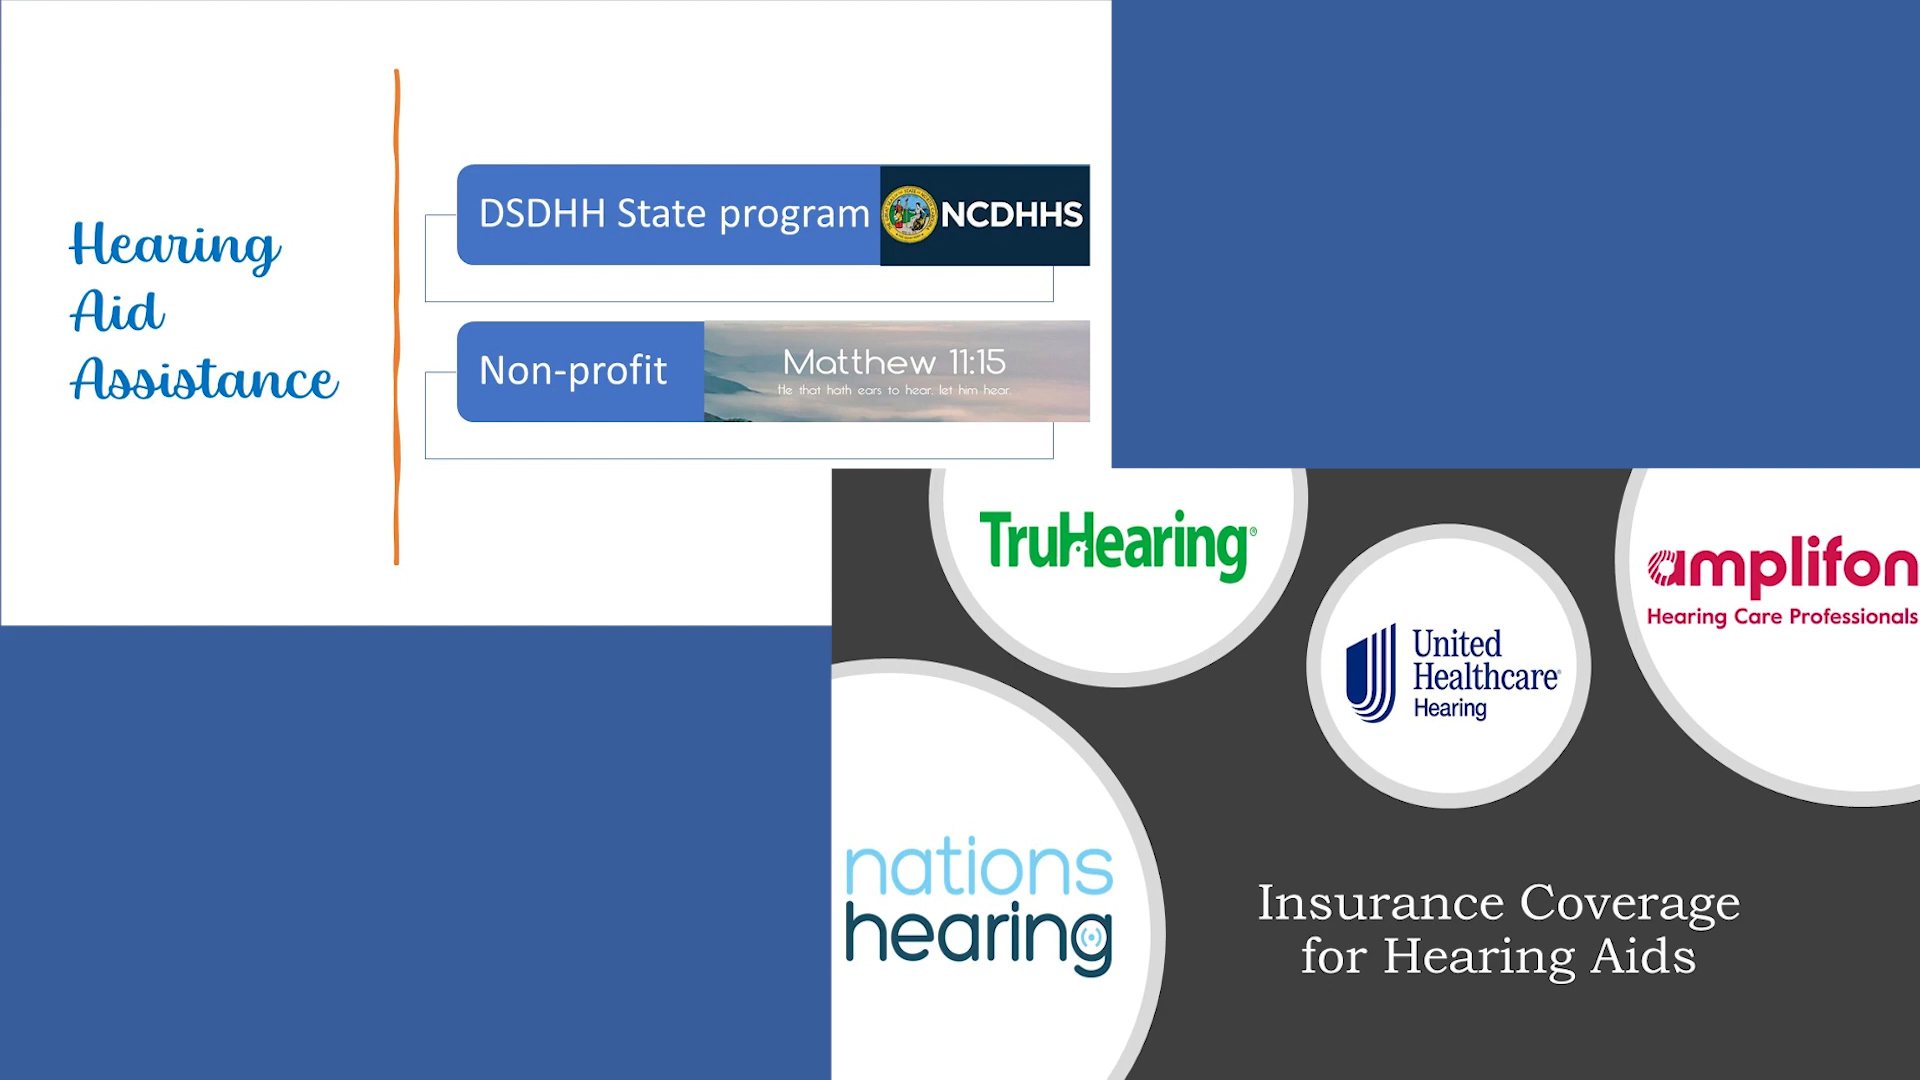 Hearing
Aid
Assistance
DSDHH State program
NCDHHS
Non-profit
Matthew 11:15
He that hath ears to hear, let him hear.
TruHearing®
amplifon
Hearing Care Professionals
United
Healthcare®
Hearing
nations
hearing
Insurance Coverage
for Hearing Aids